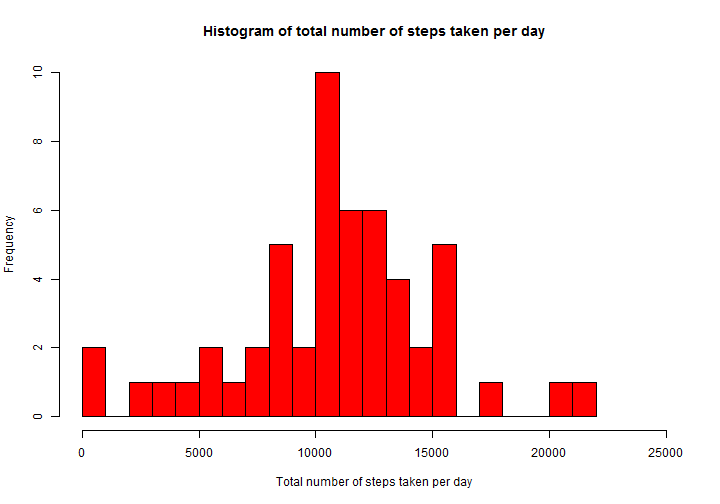 Histogram of total number of steps taken per day
Frequency
10
8
6
4
2
0
0 5000 10000 15000 20000 25000
Total number of steps taken per day